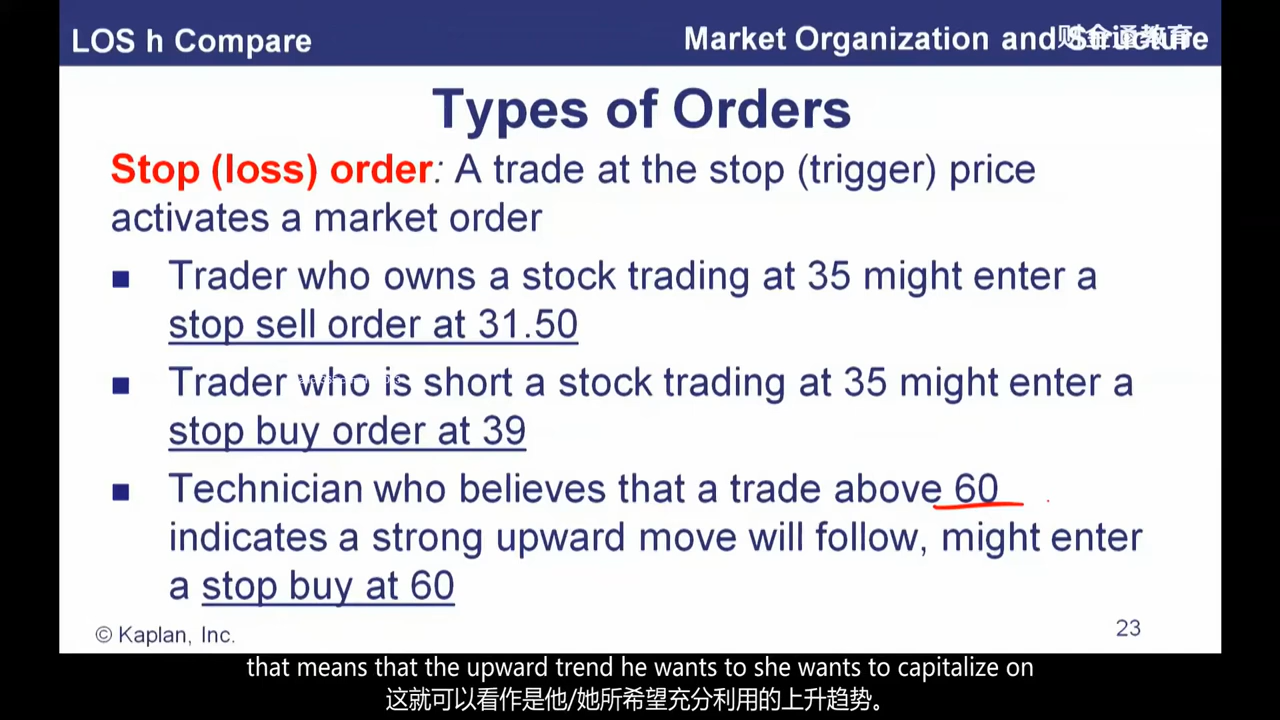 LOS h Compare
Market Organization and Structure
财金通教育
Types of Orders
Stop (loss) order: A trade at the stop (trigger) price
activates a market order
■ Trader who owns a stock trading at 35 might enter a
stop sell order at 31.50
■ Trader who is short a stock trading at 35 might enter a
stop buy order at 39
■ Technician who believes that a trade above 60
indicates a strong upward move will follow, might enter
a stop buy at 60
© Kaplan, Inc.
23
that means that the upward trend he wants to she wants to capitalize on
这就可以看作是他/她所希望充分利用的上升趋势。